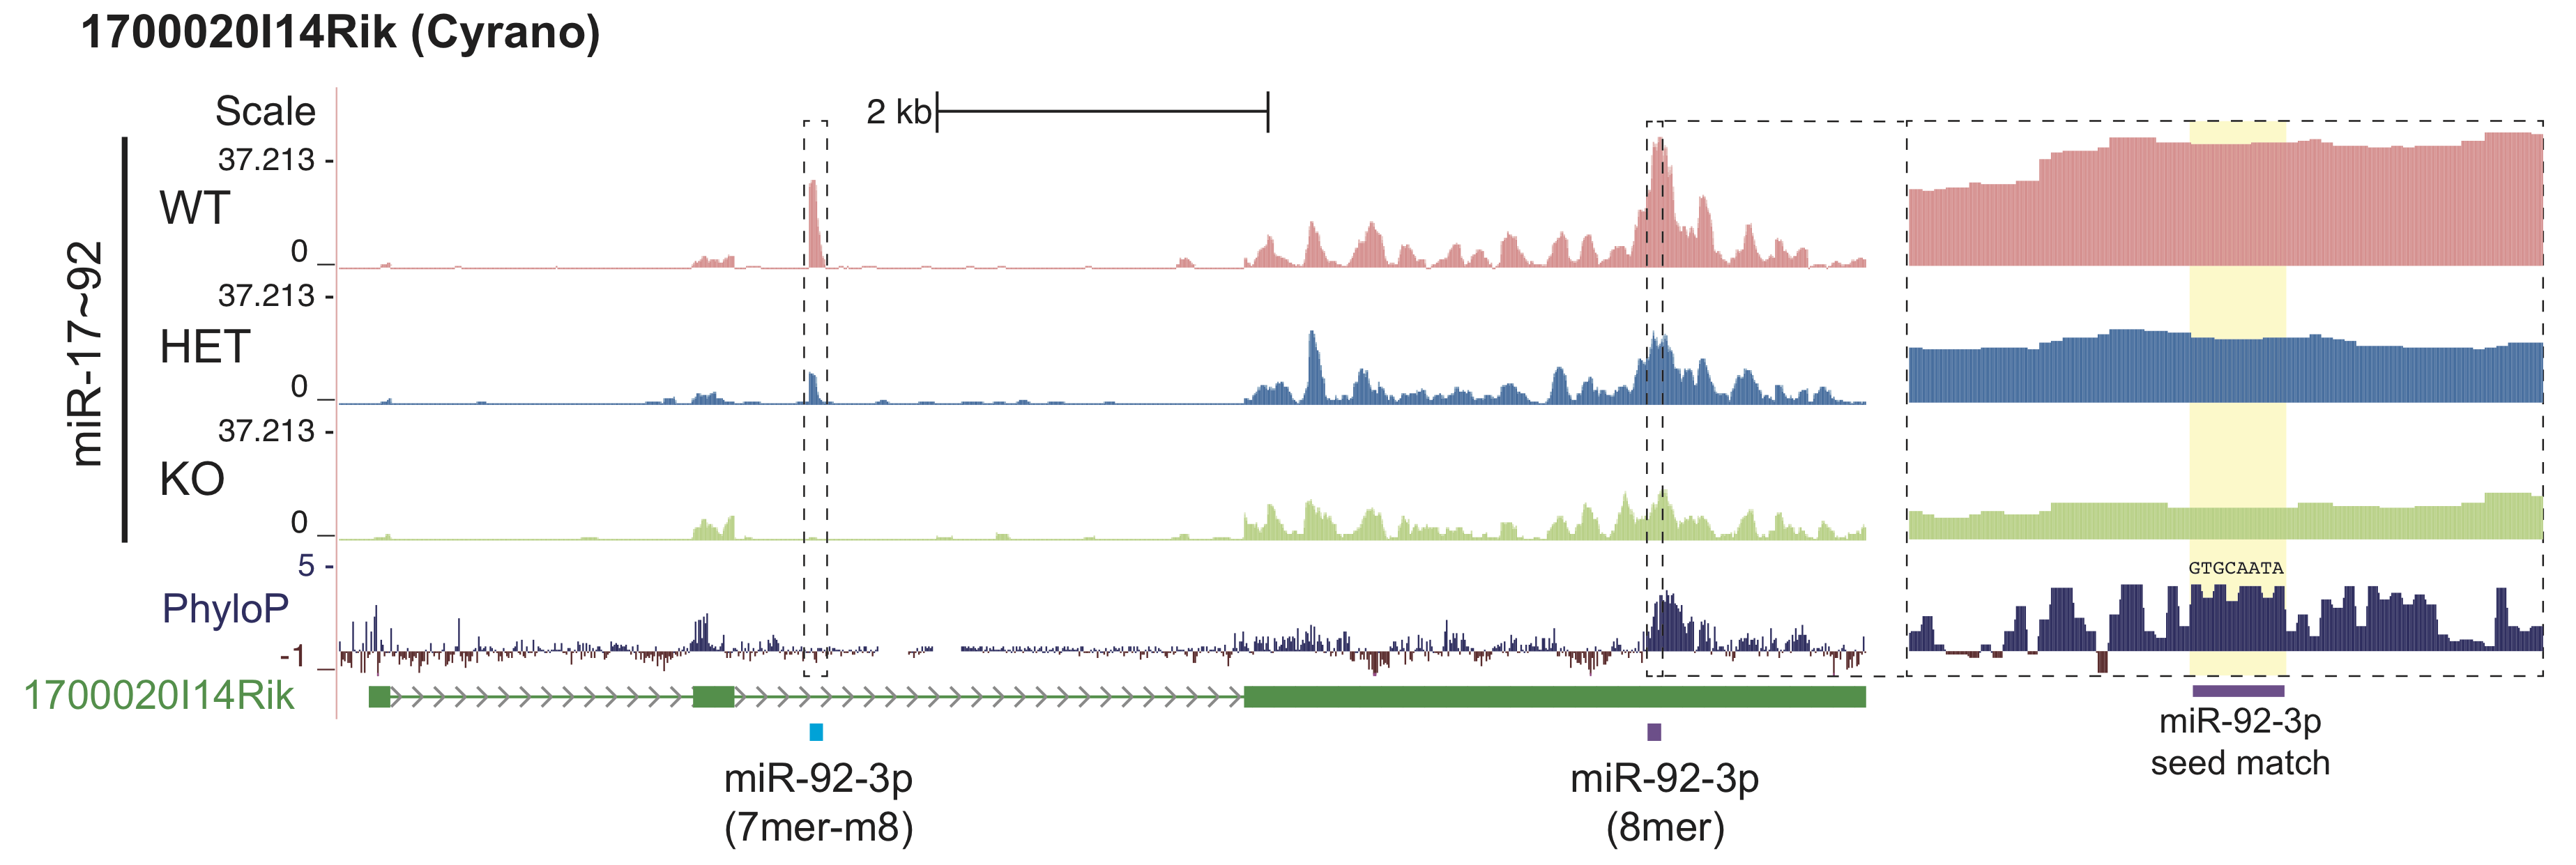 1700020I14Rik (Cyrano)
Scale
2 kb
miR-17~92
37.213
WT
0
37.213
HET
0
37.213
KO
0
5
PhyloP
-1
GTGCAATA
1700020I14Rik
miR-92-3p
(7mer-m8)
miR-92-3p
(8mer)
miR-92-3p
seed match